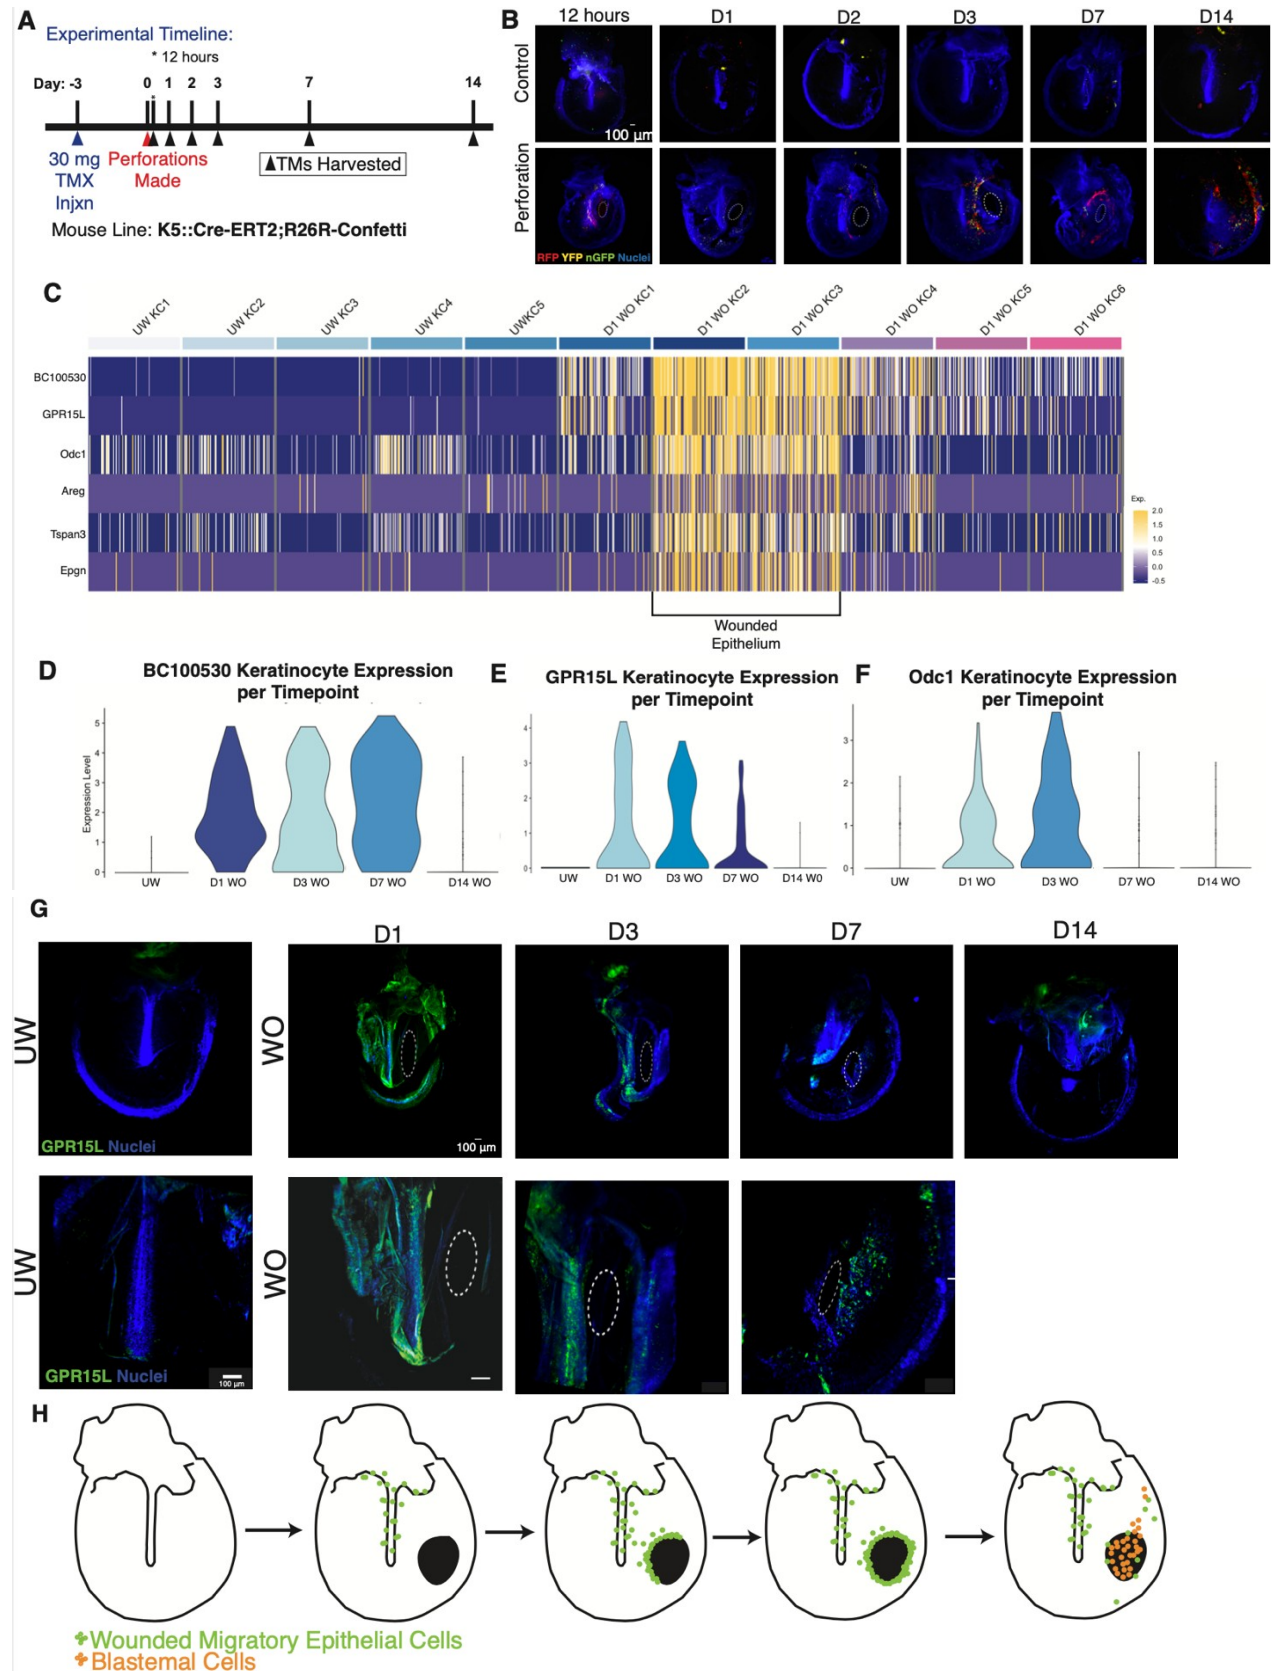 A
Experimental Timeline:
* 12 hours
Day: -3 0 * 1 2 3 7 14
30 mg
TMX
Injxn
Perforations
Made
TMs Harvested
Mouse Line: K5::Cre-ERT2;R26R-Confetti
B
12 hours D1 D2 D3 D7 D14
Control
100 µm
Perforation
RFP YFP nGFP Nuclei
C
UW KC1 UW KC2 UW KC3 UW KC4 UWKC5 D1 WO KC1 D1 WO KC2 D1 WO KC3 D1 WO KC4 D1 WO KC5 D1 WO KC6
BC100530
GPR15L
Odc1
Areg
Tspan3
Epgn
Exp.
2.0
1.5
1.0
0.5
0.0
-0.5
Wounded
Epithelium
D
BC100530 Keratinocyte Expression
per Timepoint
Expression Level
5
4
3
2
1
0
UW D1 WO D3 WO D7 WO D14 WO
E
GPR15L Keratinocyte Expression
per Timepoint
4
3
2
1
0
UW D1 WO D3 WO D7 WO D14 W0
F
Odc1 Keratinocyte Expression
per Timepoint
3
2
1
0
UW D1 WO D3 WO D7 WO D14 WO
G
D1 D3 D7 D14
UW
GPR15L Nuclei
WO
100 µm
UW
GPR15L Nuclei
100 µm
WO
H
Wounded Migratory Epithelial Cells
Blastemal Cells